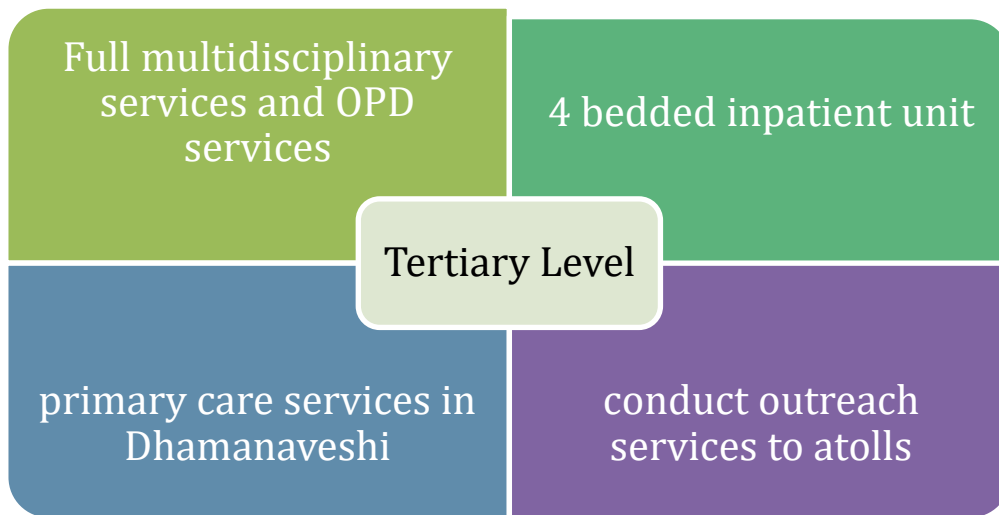 Full multidisciplinary
services and OPD
services
4 bedded inpatient unit
Tertiary Level
primary care services in
Dhamanaveshi
conduct outreach
services to atolls